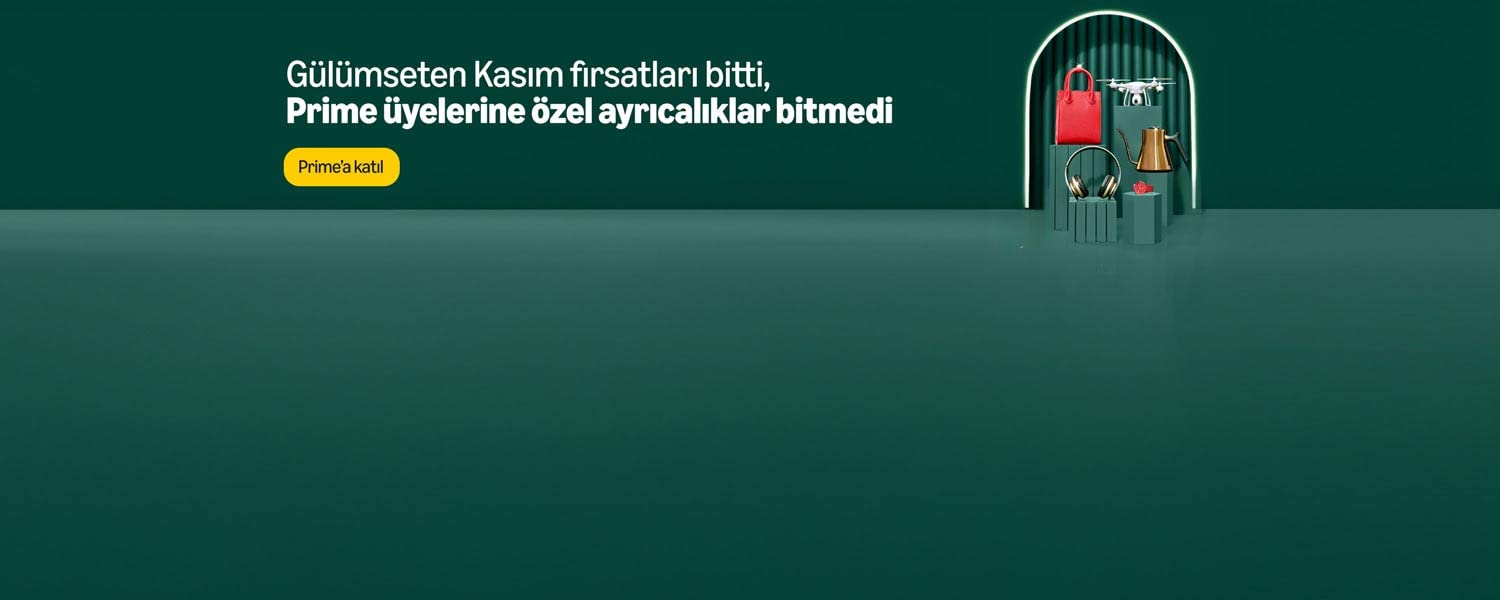 Gülümseten Kasım fırsatları bitti,
Prime üyelerine özel ayrıcalıklar bitmedi
Prime'a katıl